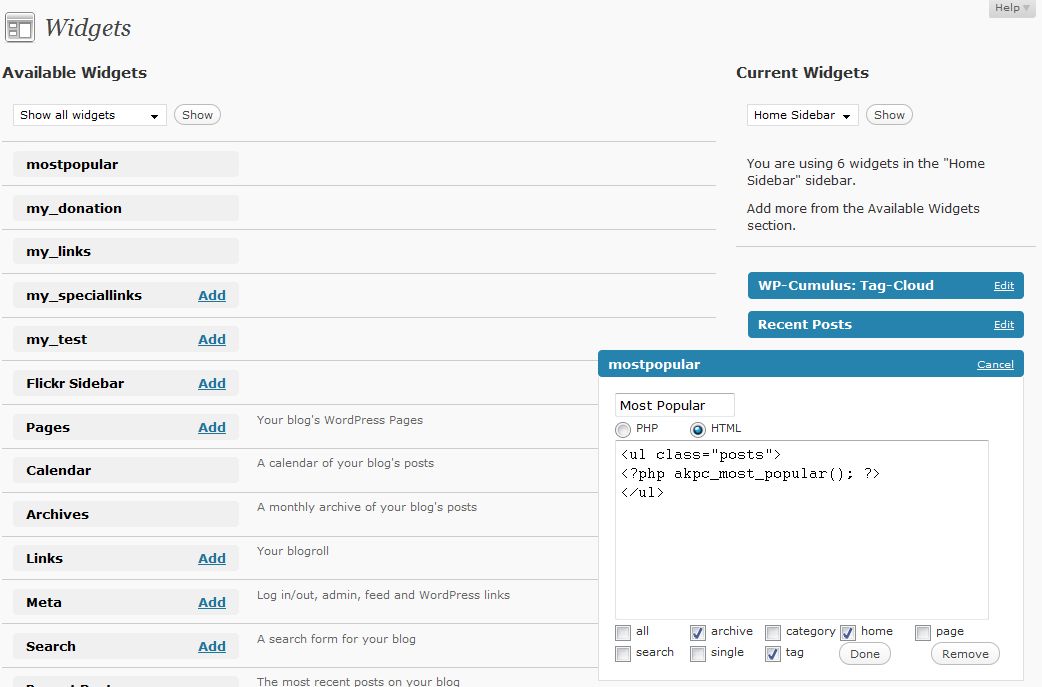 Help
Widgets
Available Widgets
Show all widgets Show
mostpopular
my_donation
my_links
my_speciallinks Add
my_test Add
Flickr Sidebar Add
Pages Add Your blog's WordPress Pages
Calendar A calendar of your blog's posts
Archives A monthly archive of your blog's posts
Links Add Your blogroll
Meta Add Log in/out, admin, feed and WordPress links
Search Add A search form for your blog
The most recent posts on your blog
Current Widgets
Home Sidebar Show
You are using 6 widgets in the "Home
Sidebar" sidebar.
Add more from the Available Widgets
section.
WP-Cumulus: Tag-Cloud Edit
Recent Posts Edit
mostpopular Cancel
Most Popular
PHP HTML
<ul class="posts">
<?php akpc_most_popular(); ?>
</ul>
all archive category home page
search single tag Done Remove